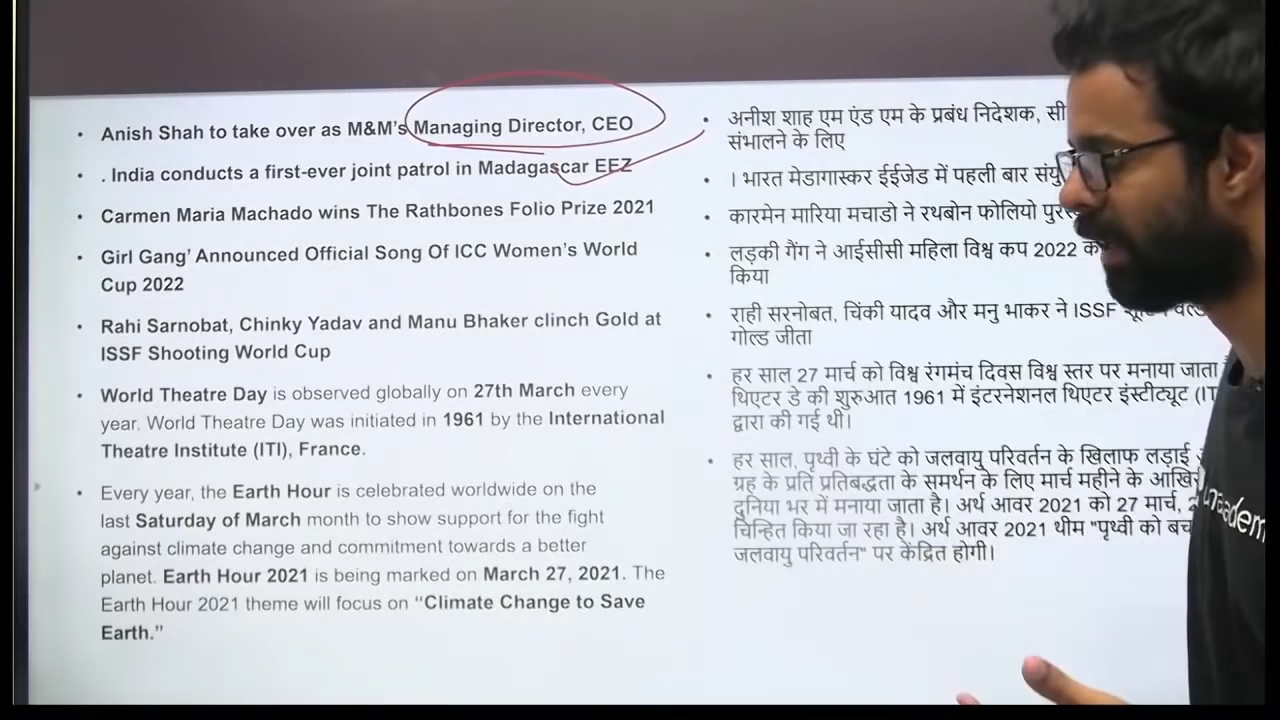 • Anish Shah to take over as M&M's Managing Director, CEO
• . India conducts a first-ever joint patrol in Madagascar EEZ
• Carmen Maria Machado wins The Rathbones Folio Prize 2021
• Girl Gang' Announced Official Song Of ICC Women's World
Cup 2022
• Rahi Sarnobat, Chinky Yadav and Manu Bhaker clinch Gold at
ISSF Shooting World Cup
• World Theatre Day is observed globally on 27th March every
year. World Theatre Day was initiated in 1961 by the International
Theatre Institute (ITI), France.
• Every year, the Earth Hour is celebrated worldwide on the
last Saturday of March month to show support for the fight
against climate change and commitment towards a better
planet. Earth Hour 2021 is being marked on March 27, 2021. The
Earth Hour 2021 theme will focus on “Climate Change to Save
Earth.”
• अनीश शाह एम एंड एम के प्रबंध निदेशक,
संभालने के लिए
• । भारत मेडागास्कर ईईजेड में पहली बार
• कारमेन मारिया मचाडो ने रथबोन फोलियो
• लड़की गैंग ने आईसीसी महिला विश्व कप 2022
किया
• राही सरनोबत, चिंकी यादव और मनु भाकर ने ISSF
गोल्ड जीता
• हर साल 27 मार्च को विश्व रंगमंच दिवस विश्व स्तर पर मनाया जाता
थिएटर डे की शुरुआत 1961 में इंटरनेशनल थिएटर इंस्टीट्यूट
द्वारा की गई थी।
• हर साल, पृथ्वी के घंटे को जलवायु परिवर्तन के खिलाफ लड़ाई
ग्रह के प्रति प्रतिबद्धता के समर्थन के लिए मार्च महीने के
दुनिया भर में मनाया जाता है। अर्थ आवर 2021 को 27 मार्च,
चिन्हित किया जा रहा है। अर्थ आवर 2021 थीम "पृथ्वी को
जलवायु परिवर्तन" पर केंद्रित होगी।